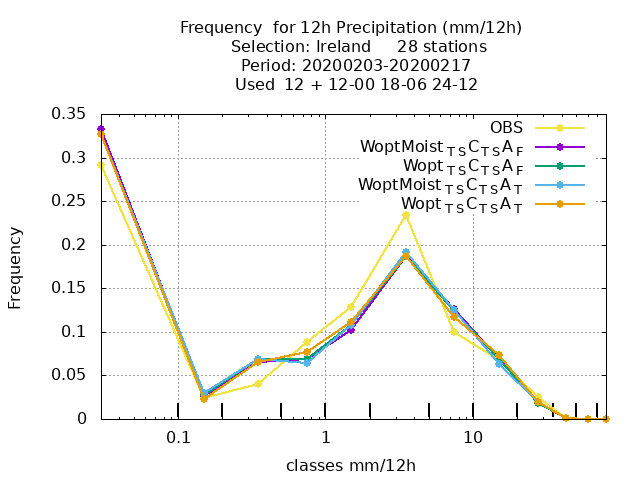 Frequency  for 12h Precipitation (mm/12h)
Selection: Ireland     28 stations
Period: 20200203-20200217
Used  12 + 12-00 18-06 24-12
OBS
WoptMoist TS C TS A F
Wopt TS C TS A F
WoptMoist TS C TS A T
Wopt TS C TS A T
Frequency
0.35
0.3
0.25
0.2
0.15
0.1
0.05
0
0.1
1
10
classes mm/12h